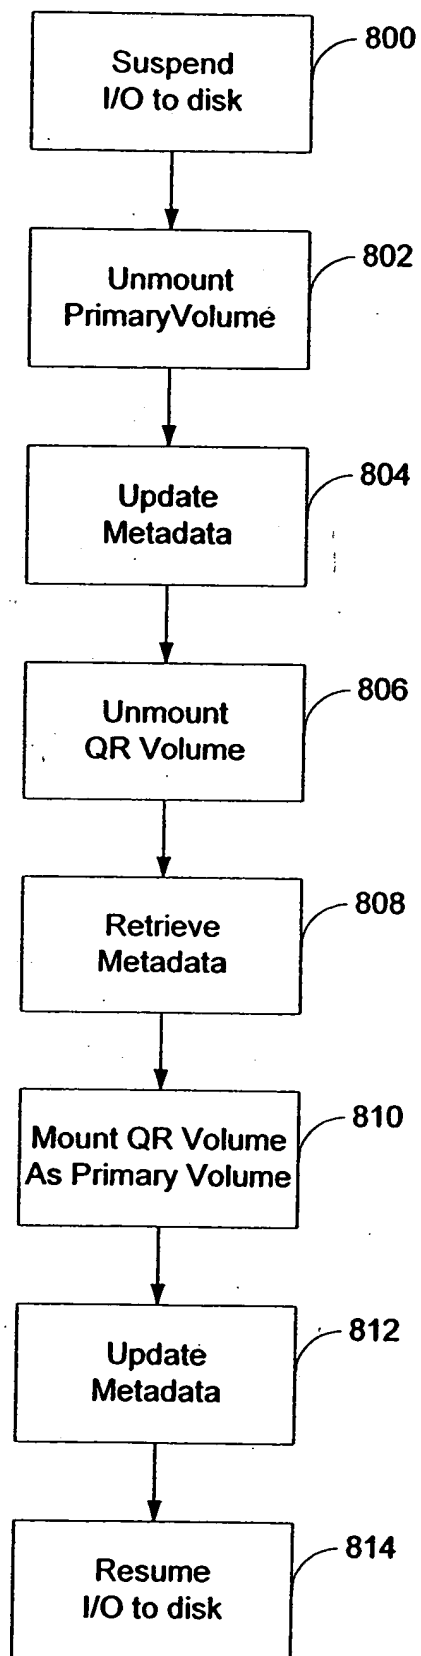 Suspend
I/O to disk
800
Unmount
PrimaryVolume
802
Update
Metadata
804
Unmount
QR Volume
806
Retrieve
Metadata
808
Mount QR Volume
As Primary Volume
810
Update
Metadata
812
Resume
I/O to disk
814